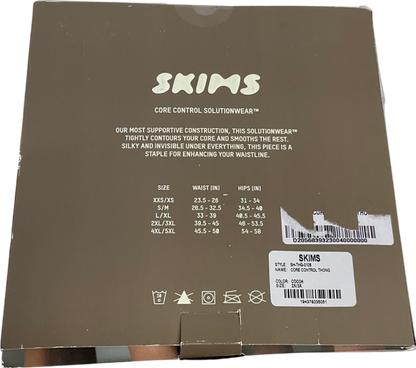 SKIMS
CORE CONTROL SOLUTIONWEAR™
OUR MOST SUPPORTIVE CONSTRUCTION, THIS SOLUTIONWEAR™
TIGHTLY CONTOURS YOUR CORE AND SMOOTHS THE REST.
SILKY AND INVISIBLE UNDER EVERYTHING, THIS PIECE IS A
STAPLE FOR ENHANCING YOUR WAISTLINE.
SIZE WAIST (IN) HIPS (IN)
XXS/XS 23.5 - 26 31 - 34
S/M 28.5 - 32.5 34.5 - 40
L/XL 33 - 39 40.5 - 45.5
2XL/3XL 39.5 - 45 46 - 53.5
4XL/5XL 45.5 - 50 54 - 58
SKIMS
STYLE: SH-THG-0105
NAME: CORE CONTROL THONG
COLOR: COCOA
SIZE: